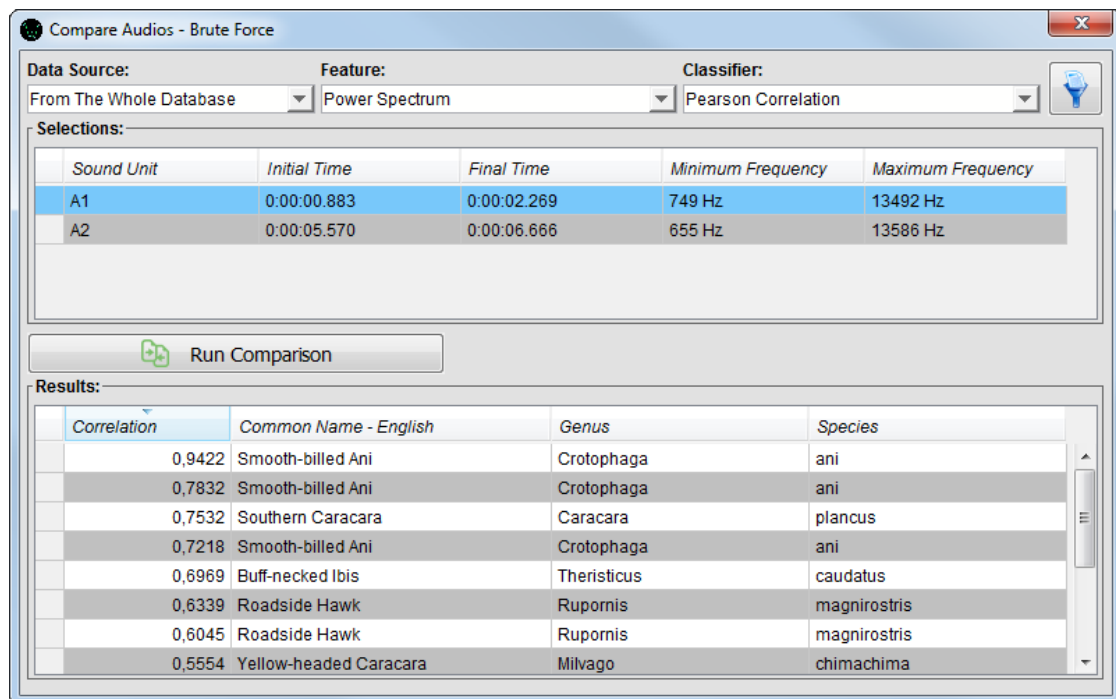 Compare Audios - Brute Force
Data Source: Feature: Classifier:
From The Whole Database Power Spectrum Pearson Correlation
Selections:
Sound Unit Initial Time Final Time Minimum Frequency Maximum Frequency
A1 0:00:00.883 0:00:02.269 749 Hz 13492 Hz
A2 0:00:05.570 0:00:06.666 655 Hz 13586 Hz
Run Comparison
Results:
Correlation Common Name - English Genus Species
0,9422 Smooth-billed Ani Crotophaga ani
0,7832 Smooth-billed Ani Crotophaga ani
0,7532 Southern Caracara Caracara plancus
0,7218 Smooth-billed Ani Crotophaga ani
0,6969 Buff-necked Ibis Theristicus caudatus
0,6339 Roadside Hawk Rupornis magnirostris
0,6045 Roadside Hawk Rupornis magnirostris
0,5554 Yellow-headed Caracara Milvago chimachima